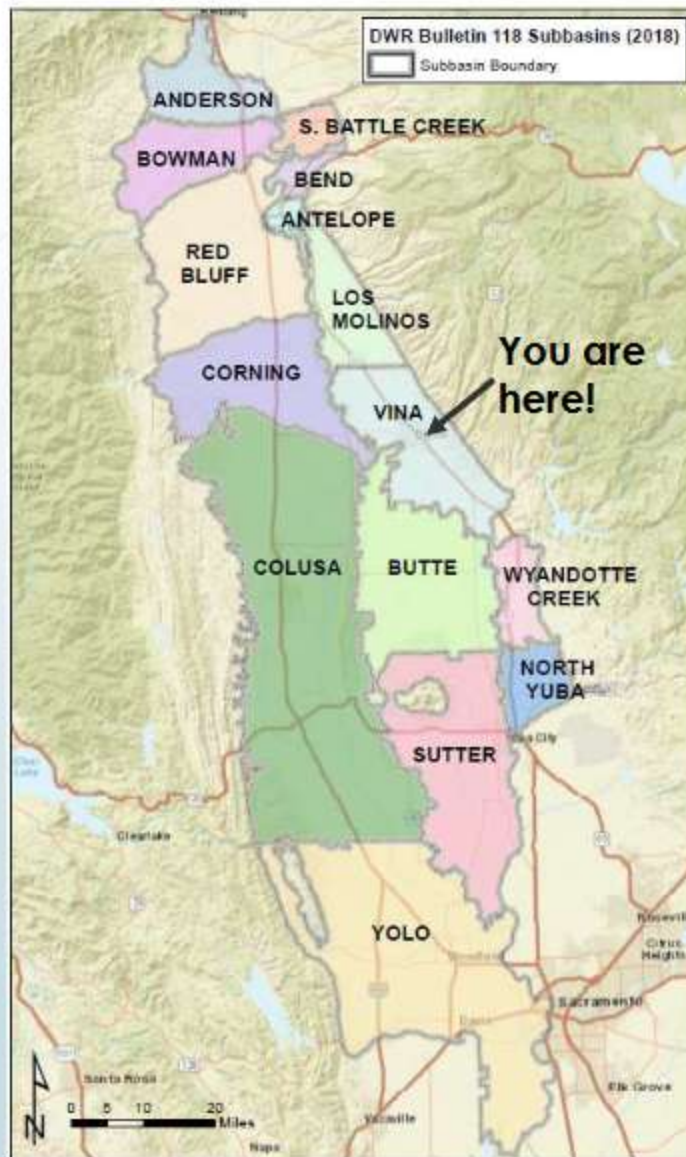 DWR Bulletin 118 Subbasins (2018)
Subbasin Boundary
ANDERSON
S. BATTLE CREEK
BOWMAN
BEND
ANTELOPE
RED
BLUFF
LOS
MOLINOS
You are
here!
CORNING
VINA
COLUSA
BUTTE
WYANDOTTE
CREEK
NORTH
YUBA
SUTTER
Clearlake
YOLO
Citrus
Heights
Sacramento
Elk Grove
Santa Rosa
Vacaville
Napa
N
0 5 10 20
Miles